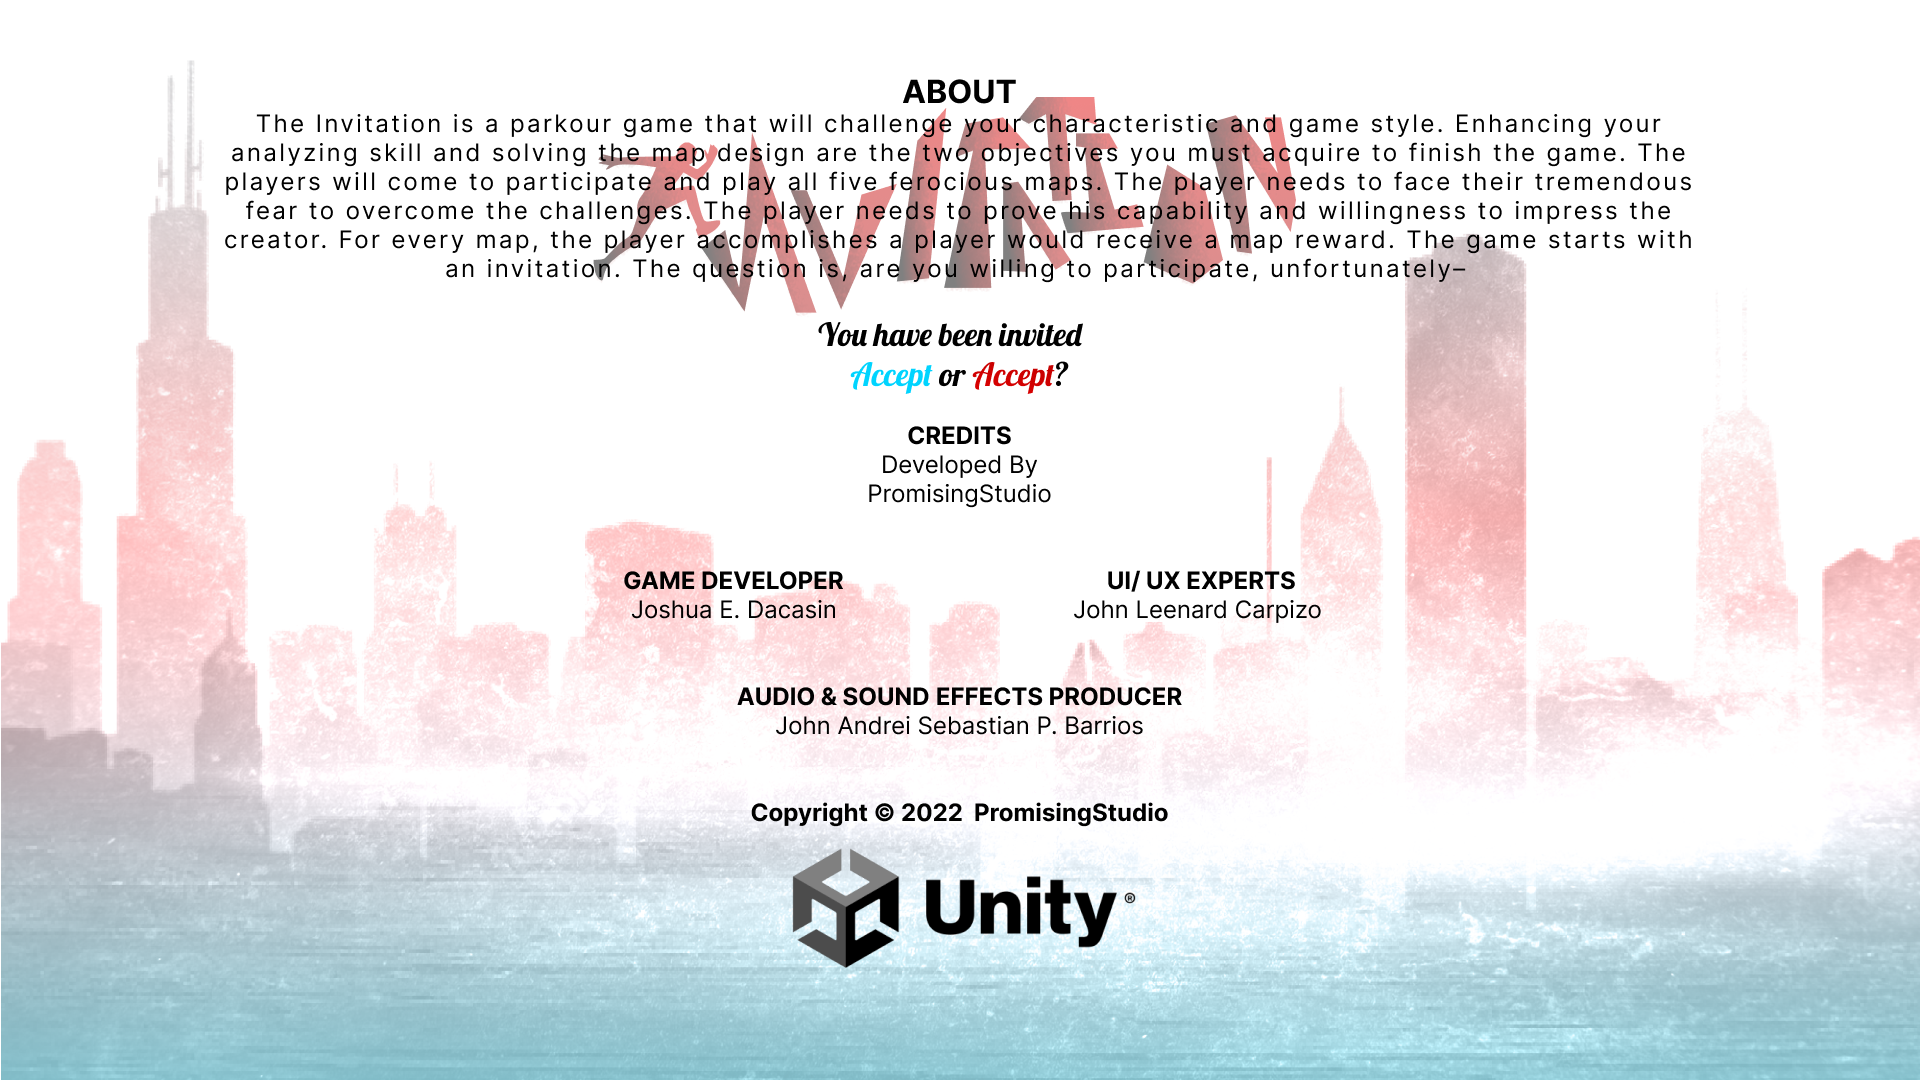 ABOUT
The Invitation is a parkour game that will challenge your characteristic and game style. Enhancing your
analyzing skill and solving the map design are the two objectives you must acquire to finish the game. The
players will come to participate and play all five ferocious maps. The player needs to face their tremendous
fear to overcome the challenges. The player needs to prove his capability and willingness to impress the
creator. For every map, the player accomplishes a player would receive a map reward. The game starts with
an invitation. The question is, are you willing to participate, unfortunately–
You have been invited
Accept or Accept?
CREDITS
Developed By
PromisingStudio
GAME DEVELOPER
Joshua E. Dacasin
UI/ UX EXPERTS
John Leenard Carpizo
AUDIO & SOUND EFFECTS PRODUCER
John Andrei Sebastian P. Barrios
Copyright © 2022 PromisingStudio
Unity ®